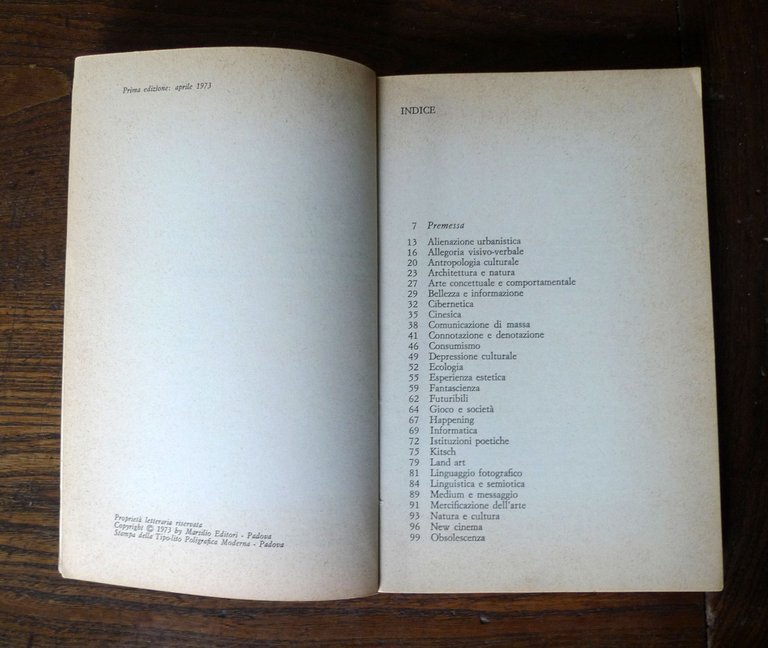 Prima edizione: aprile 1973
Proprietà letteraria riservata
Copyright © 1973 by Marsilio Editori - Padova
Stampa della Tipo-lito Poligrafica Moderna - Padova
INDICE
7 Premessa
13 Alienazione urbanistica
16 Allegoria visivo-verbale
20 Antropologia culturale
23 Architettura e natura
27 Arte concettuale e comportamentale
29 Bellezza e informazione
32 Cibernetica
35 Cinesica
38 Comunicazione di massa
41 Connotazione e denotazione
46 Consumismo
49 Depressione culturale
52 Ecologia
55 Esperienza estetica
59 Fantascienza
62 Futuribili
64 Gioco e società
67 Happening
69 Informatica
72 Istituzioni poetiche
75 Kitsch
79 Land art
81 Linguaggio fotografico
84 Linguistica e semiotica
89 Medium e messaggio
91 Mercificazione dell'arte
93 Natura e cultura
96 New cinema
99 Obsolescenza